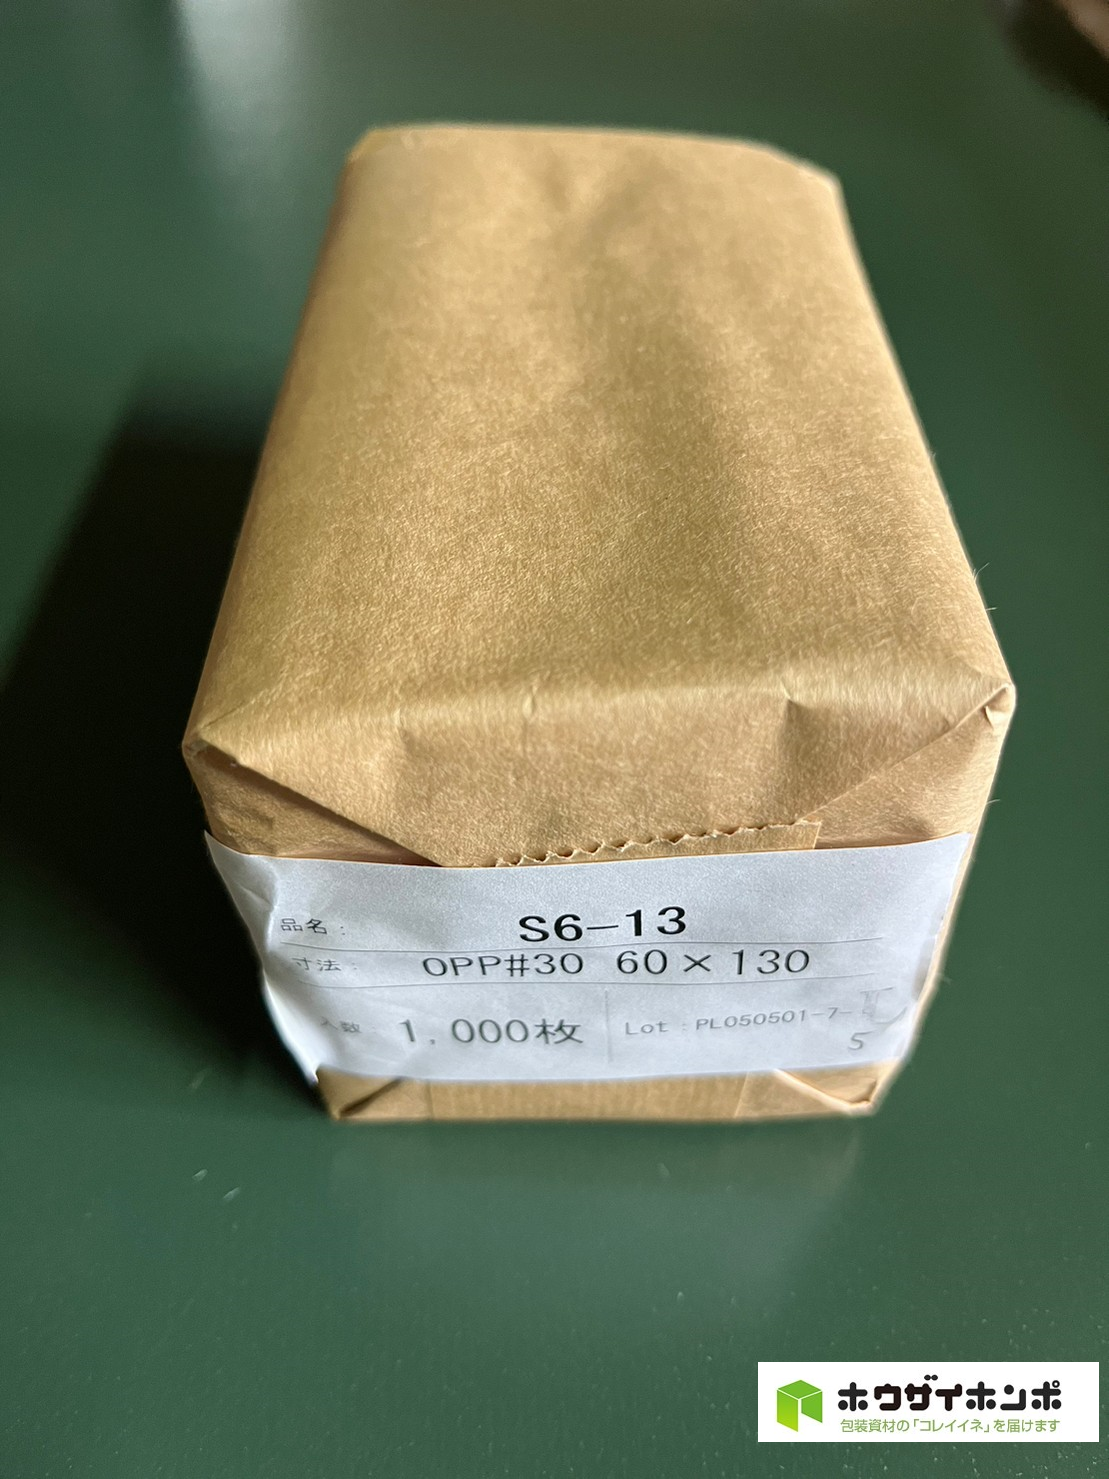 品名: S6-13
寸法: OPP#30 60×130
入数 1,000枚 Lot:PL050501-7-
5
ホウザイホンポ
包装資材の「コレイイネ」を届けます